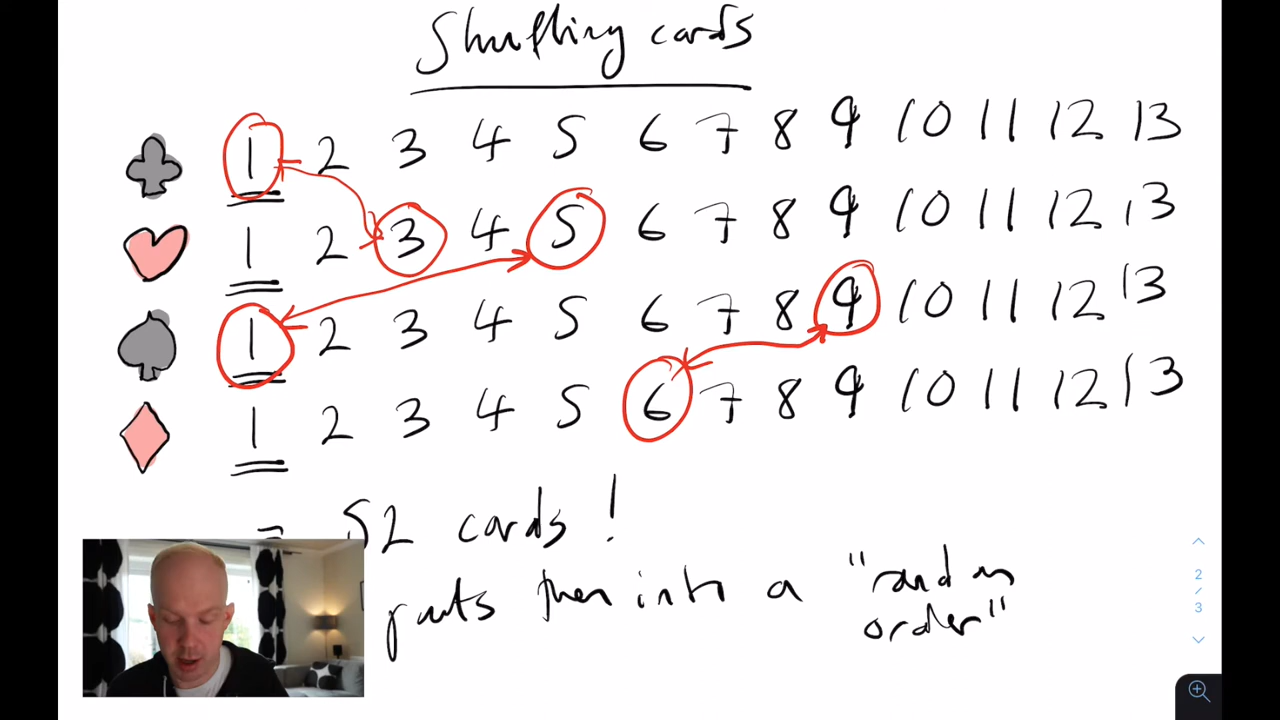 Shuffling cards
1 2 3 4 5 6 7 8 9 10 11 12 13
1 2 3 4 5 6 7 8 9 10 11 12 13
1 2 3 4 5 6 7 8 9 10 11 12 13
1 2 3 4 5 6 7 8 9 10 11 12 13
= 52 cards !
puts then into a "random
order"
2
/
3